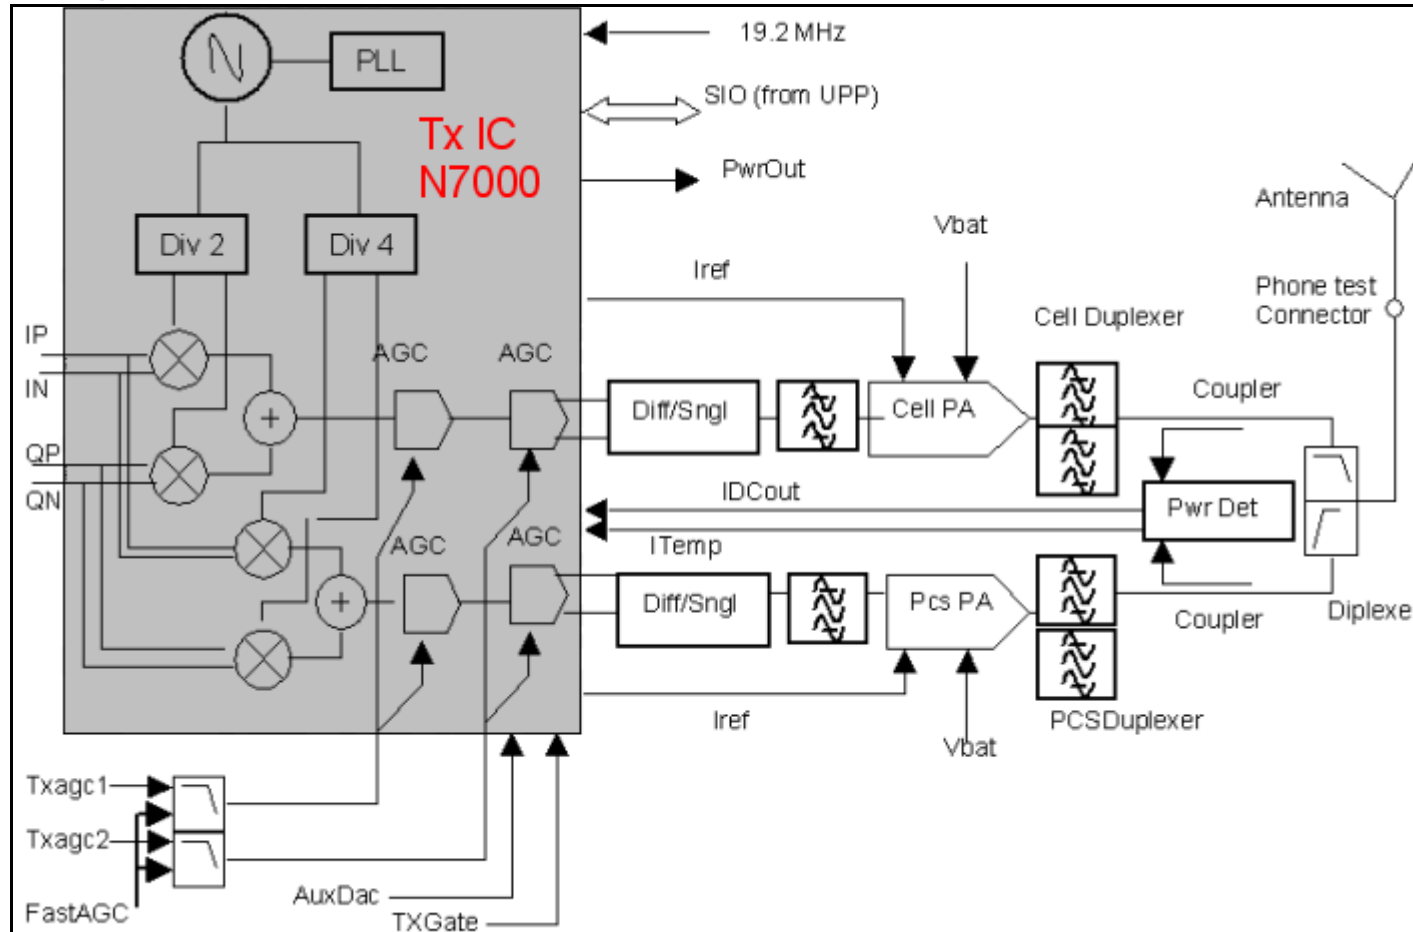 19.2 MHz
PLL
SIO (from UPP)
Tx IC
N7000
PwrOut
Antenna
Vbat
Div 2
Div 4
Iref
Phone test
Connector
Cell Duplexer
IP
IN
AGC
AGC
Coupler
Diff/Sngl
Cell PA
QP
QN
IDCout
Pwr Det
AGC
AGC
ITemp
Diff/Sngl
Pcs PA
Coupler
Diplexe
Iref
PCSDuplexer
Vbat
Txagc1
Txagc2
AuxDac
FastAGC
TXGate